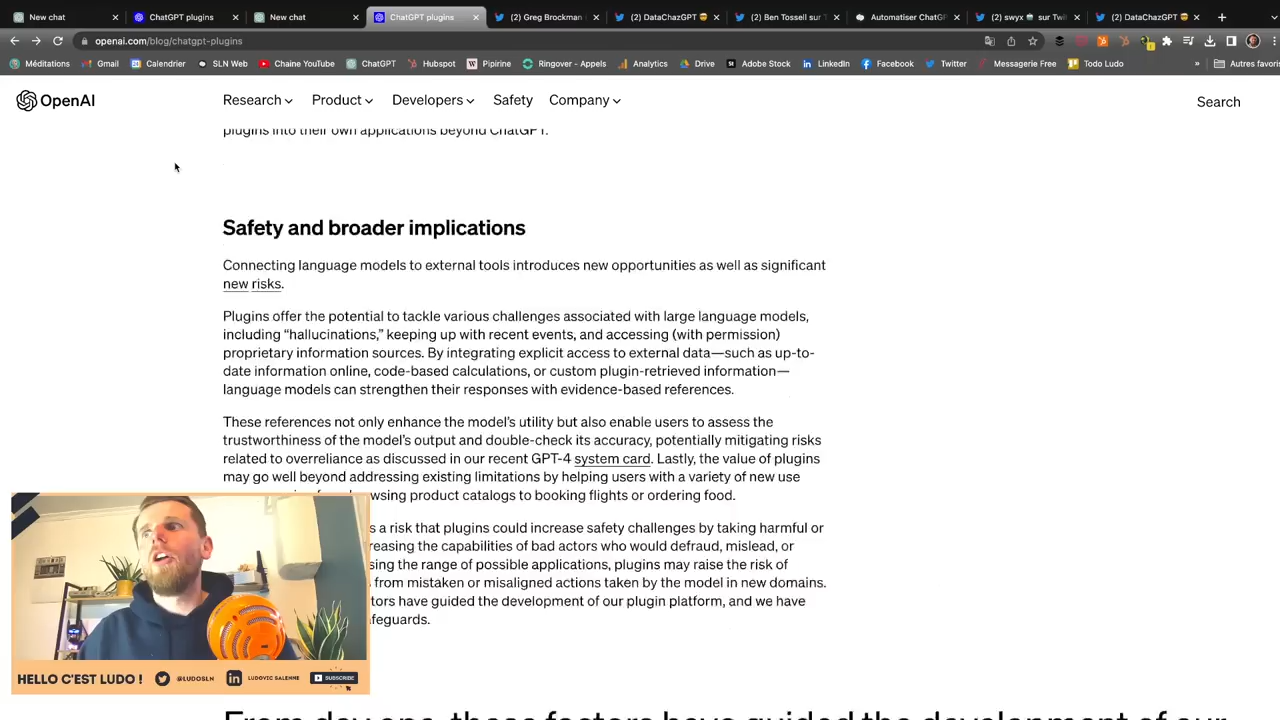 New chat
ChatGPT plugins
New chat
ChatGPT plugins
(2) Greg Brockman
(2) DataChazGPT
(2) Ben Tossell sur T
Automatiser ChatG
(2) swyx sur Twi
(2) DataChazGPT
openai.com/blog/chatgpt-plugins
Méditations
Gmail
Calendrier
SLN Web
Chaine YouTube
ChatGPT
Hubspot
Pipirine
Ringover - Appels
Analytics
Drive
Adobe Stock
LinkedIn
Facebook
Twitter
Messagerie Free
Todo Ludo
»
Autres favoris
OpenAI
Research
Product
Developers
Safety
Company
Search
plugins into their own applications beyond ChatGPT.
Safety and broader implications
Connecting language models to external tools introduces new opportunities as well as significant
new risks.
Plugins offer the potential to tackle various challenges associated with large language models,
including “hallucinations,” keeping up with recent events, and accessing (with permission)
proprietary information sources. By integrating explicit access to external data—such as up-to-
date information online, code-based calculations, or custom plugin-retrieved information—
language models can strengthen their responses with evidence-based references.
These references not only enhance the model’s utility but also enable users to assess the
trustworthiness of the model’s output and double-check its accuracy, potentially mitigating risks
related to overreliance as discussed in our recent GPT-4 system card. Lastly, the value of plugins
may go well beyond addressing existing limitations by helping users with a variety of new use
wsing product catalogs to booking flights or ordering food.
s a risk that plugins could increase safety challenges by taking harmful or
reasing the capabilities of bad actors who would defraud, mislead, or
sing the range of possible applications, plugins may raise the risk of
s from mistaken or misaligned actions taken by the model in new domains.
tors have guided the development of our plugin platform, and we have
afeguards.
HELLO C'EST LUDO !
@LUDOSLN
LUDOVIC SALENNE
SUBSCRIBE
From day one, these factors have guided the development of our